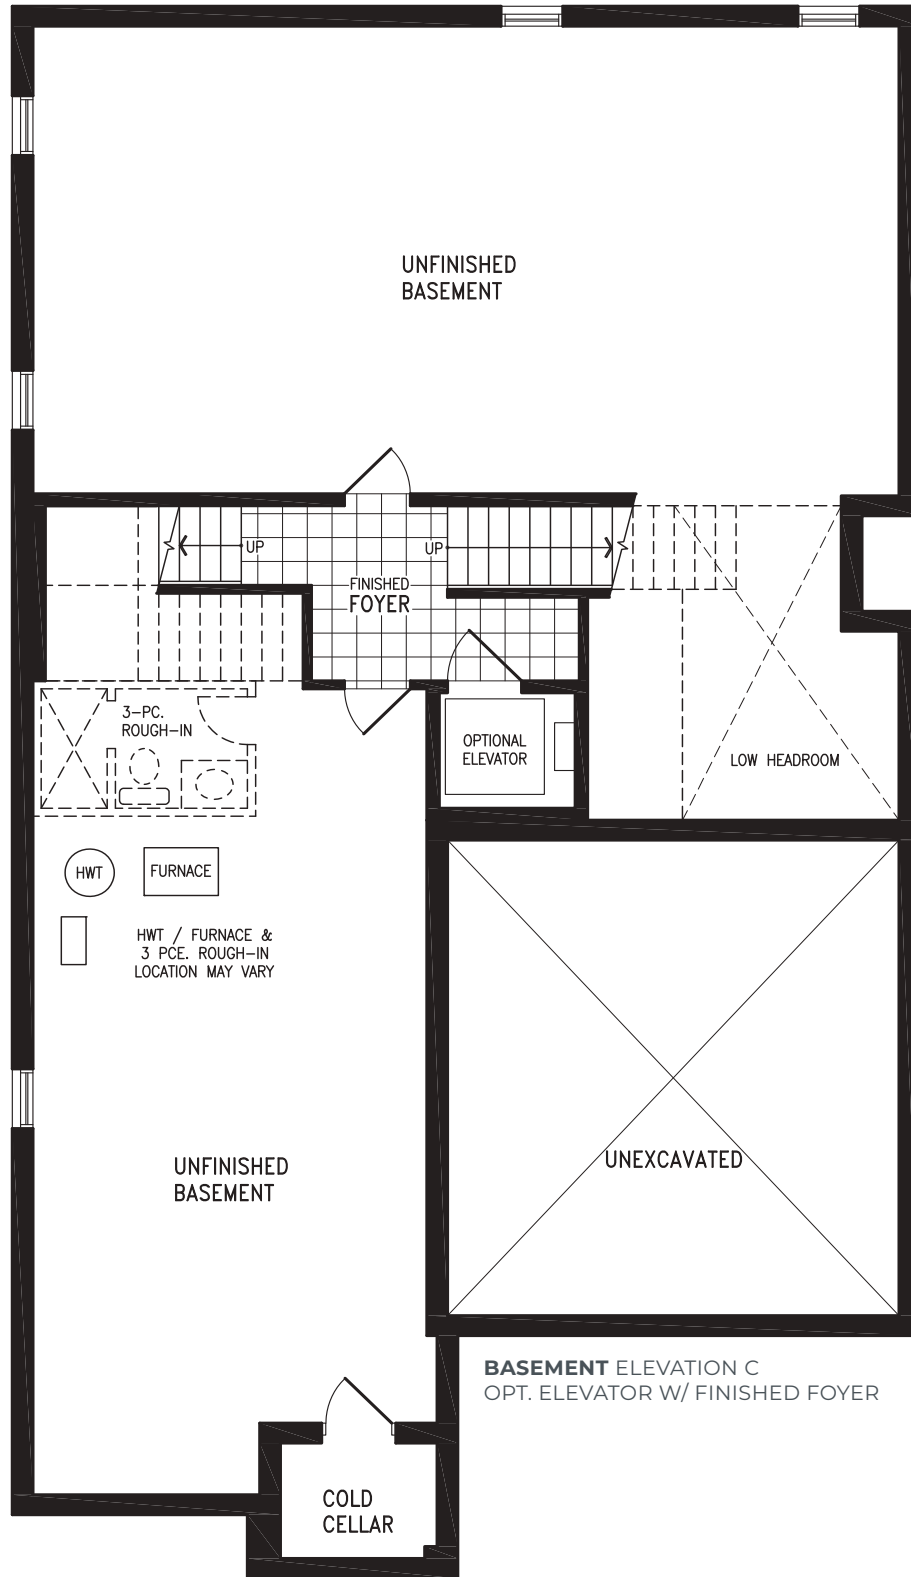 UNFINISHED
BASEMENT
UP
UP
FINISHED
FOYER
3-PC.
ROUGH-IN
OPTIONAL
ELEVATOR
LOW HEADROOM
HWT
FURNACE
HWT / FURNACE &
3 PCE. ROUGH-IN
LOCATION MAY VARY
UNFINISHED
BASEMENT
UNEXCAVATED
BASEMENT ELEVATION C
OPT. ELEVATOR W/ FINISHED FOYER
COLD
CELLAR